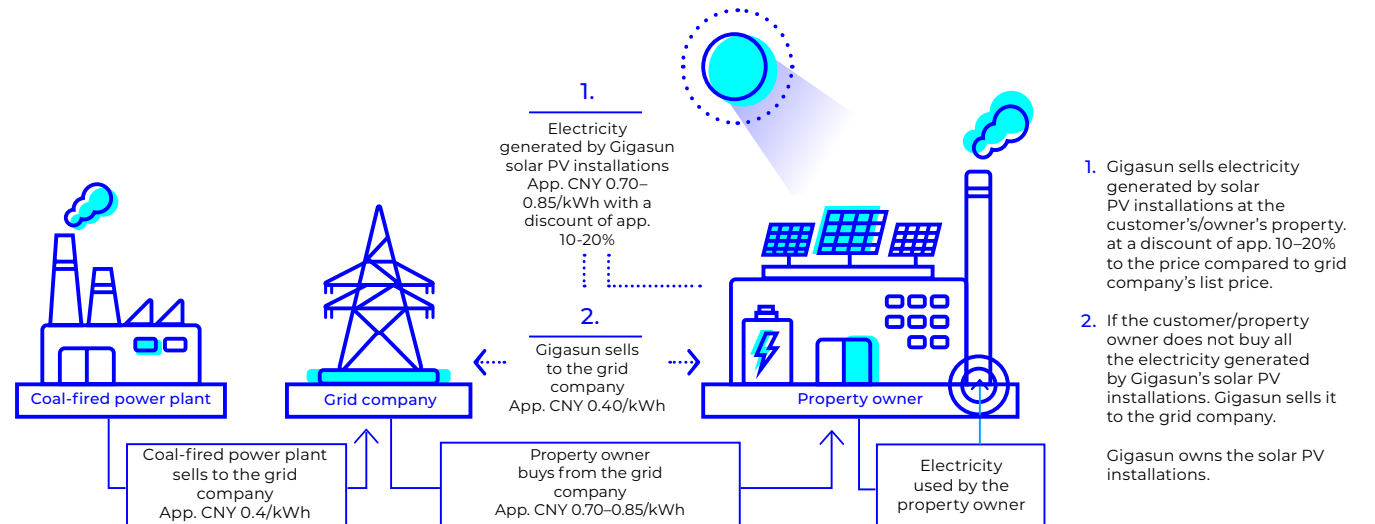 1.
Electricity
generated by Gigasun
solar PV installations
App. CNY 0.70–
0.85/kWh with a
discount of app.
10-20%
2.
Gigasun sells
to the grid
company
App. CNY 0.40/kWh
Coal-fired power plant
Grid company
Property owner
Coal-fired power plant
sells to the grid
company
App. CNY 0.4/kWh
Property owner
buys from the grid
company
App. CNY 0.70–0.85/kWh
Electricity
used by the
property owner
1. Gigasun sells electricity
generated by solar
PV installations at the
customer's/owner's property.
at a discount of app. 10–20%
to the price compared to grid
company's list price.
2. If the customer/property
owner does not buy all
the electricity generated
by Gigasun's solar PV
installations. Gigasun sells it
to the grid company.
Gigasun owns the solar PV
installations.